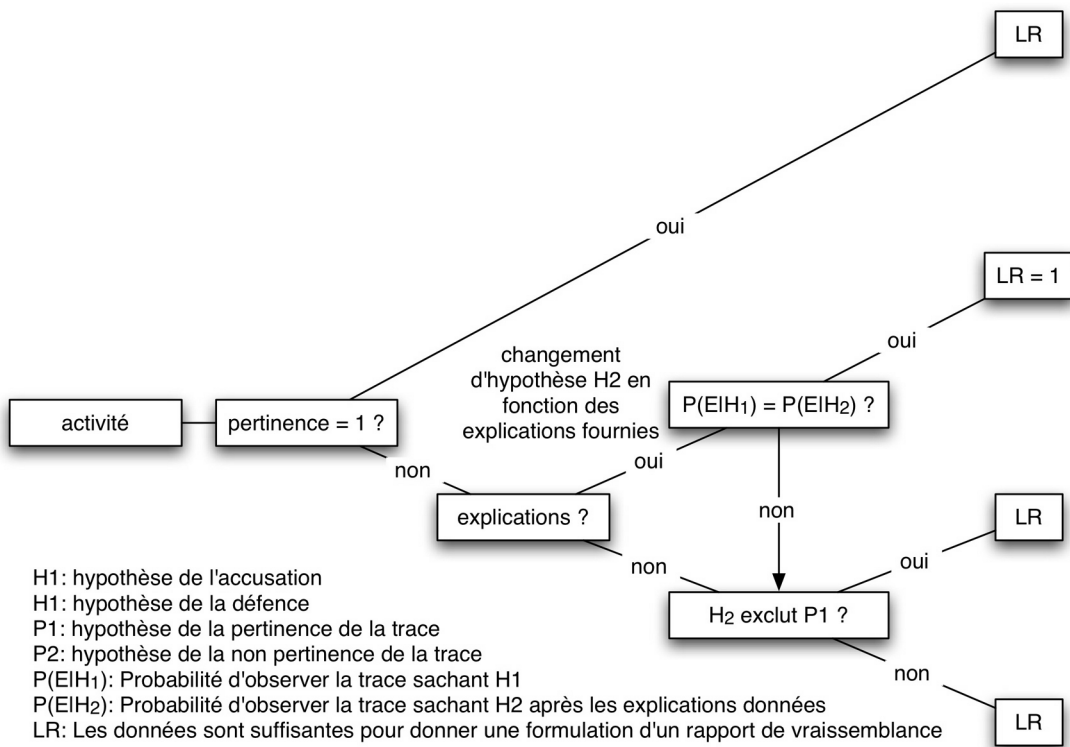 LR
oui
LR = 1
oui
changement
d'hypothèse H2 en
fonction des
explications fournies
P(E|H1) = P(E|H2) ?
activité
pertinence = 1 ?
oui
non
explications ?
non
LR
oui
non
H2 exclut P1 ?
non
LR
H1: hypothèse de l'accusation
H1: hypothèse de la défence
P1: hypothèse de la pertinence de la trace
P2: hypothèse de la non pertinence de la trace
P(E|H1): Probabilité d'observer la trace sachant H1
P(E|H2): Probabilité d'observer la trace sachant H2 après les explications données
LR: Les données sont suffisantes pour donner une formulation d'un rapport de vraissemblance